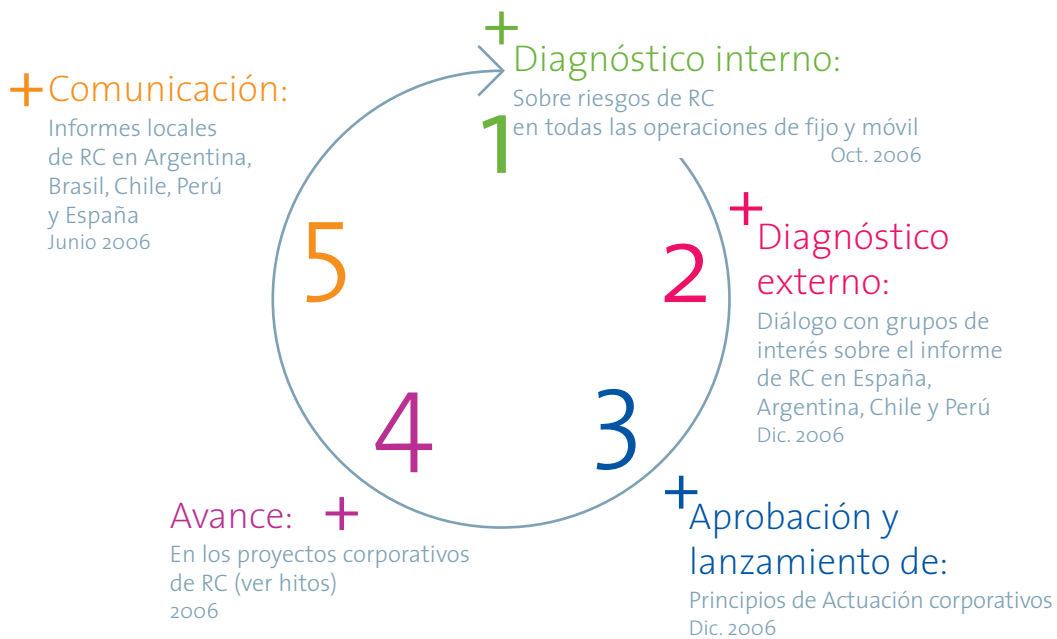 +
Diagnóstico interno:
Sobre riesgos de RC
en todas las operaciones de fijo y móvil
Oct. 2006
1
+
Diagnóstico
externo:
Diálogo con grupos de
interés sobre el informe
de RC en España,
Argentina, Chile y Perú
Dic. 2006
2
+
Aprobación y
lanzamiento de:
Principios de Actuación corporativos
Dic. 2006
3
Avance: +
En los proyectos corporativos
de RC (ver hitos)
2006
4
+Comunicación:
Informes locales
de RC en Argentina,
Brasil, Chile, Perú
y España
Junio 2006
5